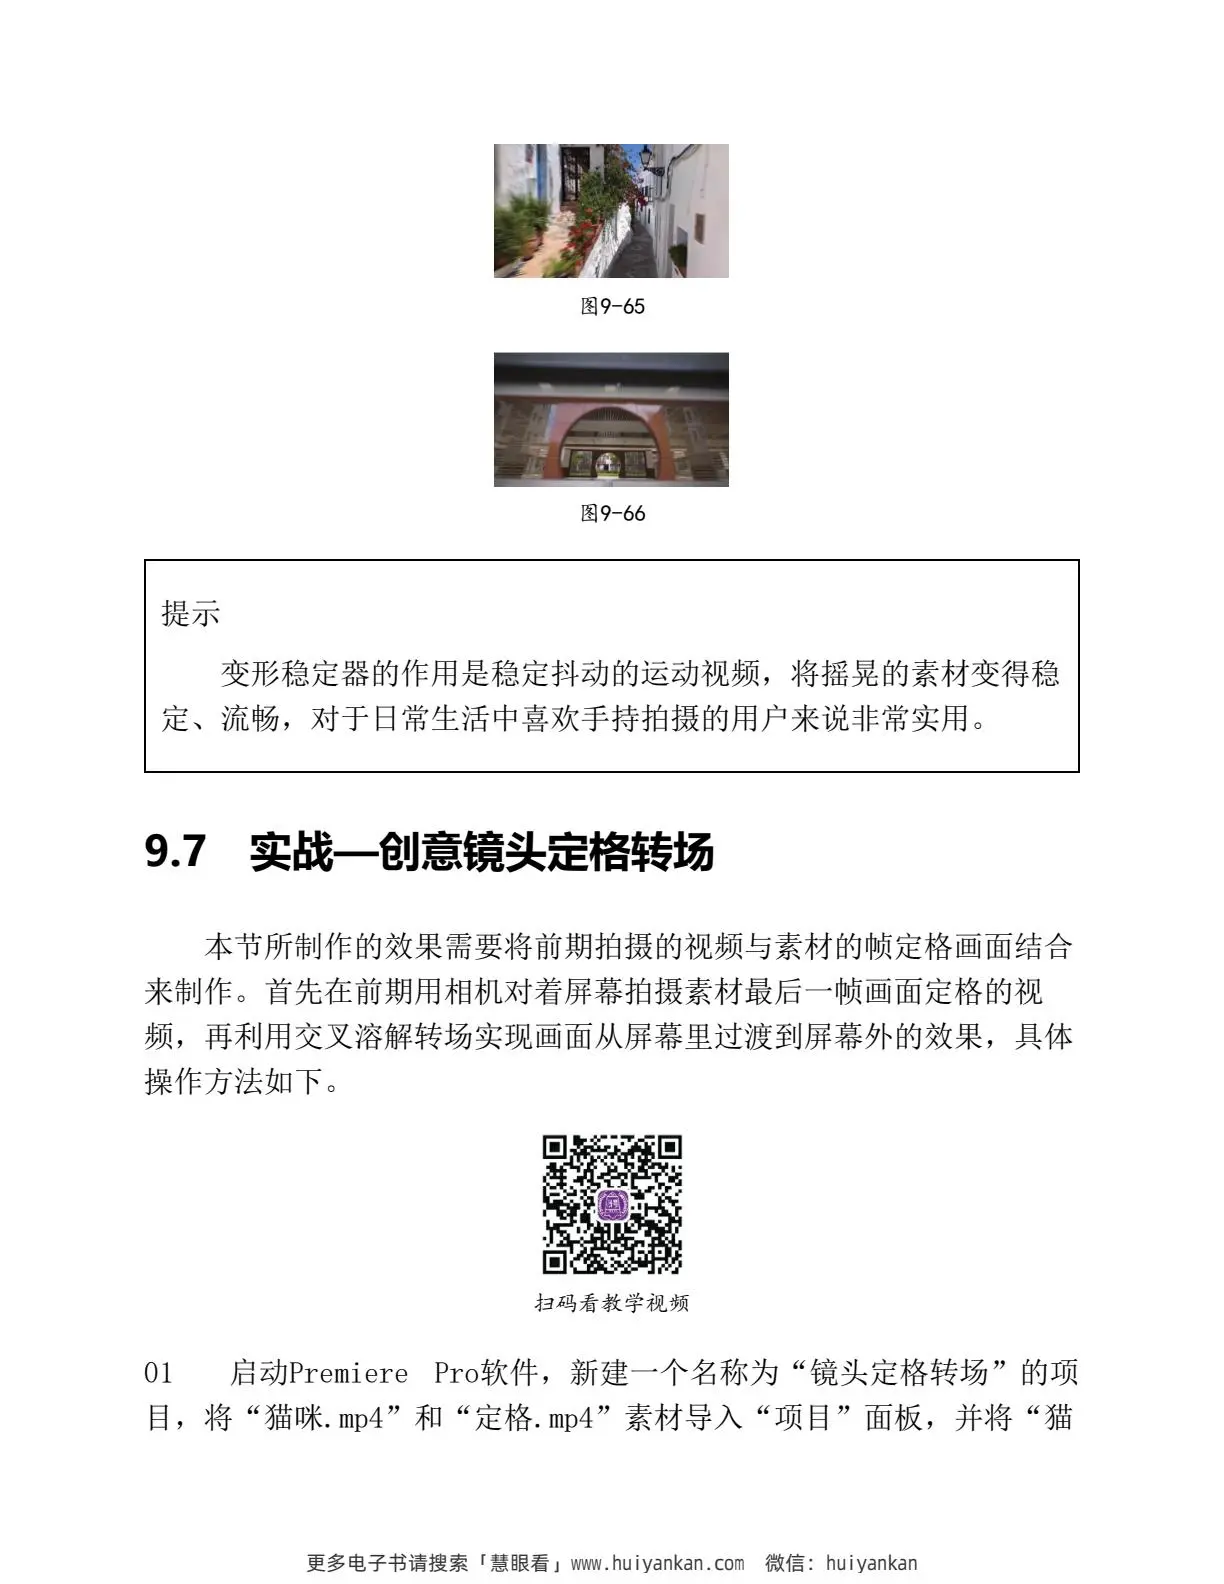 图9-65
图9-66
提示
变形稳定器的作用是稳定抖动的运动视频，将摇晃的素材变得稳
定、流畅，对于日常生活中喜欢手持拍摄的用户来说非常实用。
9.7 实战—创意镜头定格转场
本节所制作的效果需要将前期拍摄的视频与素材的帧定格画面结合
来制作。首先在前期用相机对着屏幕拍摄素材最后一帧画面定格的视
频，再利用交叉溶解转场实现画面从屏幕里过渡到屏幕外的效果，具体
操作方法如下。
扫码看教学视频
01 启动Premiere Pro软件，新建一个名称为“镜头定格转场”的项
目，将“猫咪.mp4”和“定格.mp4”素材导入“项目”面板，并将“猫
更多电子书请搜索「慧眼看」www.huiyankan.com 微信：huiyankan